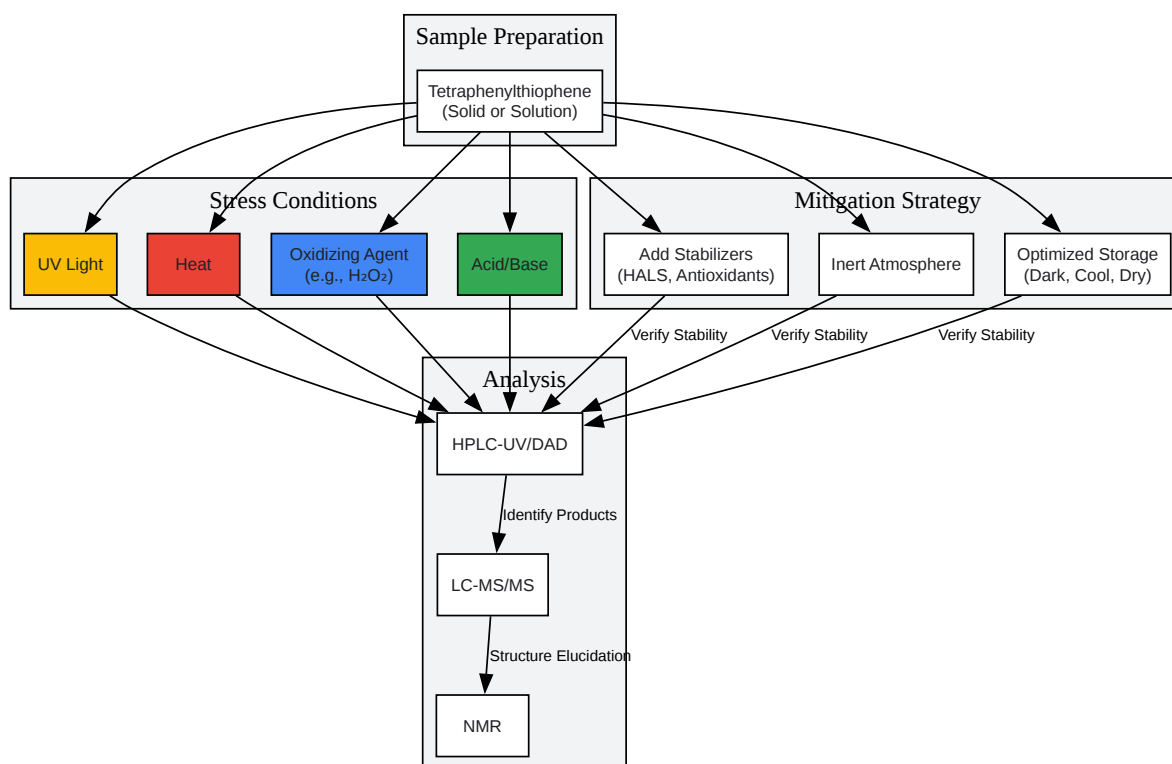 Sample Preparation
Tetraphenylthiophene
(Solid or Solution)
Stress Conditions
Mitigation Strategy
UV Light
Heat
Oxidizing Agent
(e.g., H₂O₂)
Acid/Base
Add Stabilizers
(HALS, Antioxidants)
Inert Atmosphere
Optimized Storage
(Dark, Cool, Dry)
Verify Stability
Verify Stability
Verify Stability
Analysis
HPLC-UV/DAD
Identify Products
LC-MS/MS
Structure Elucidation
NMR